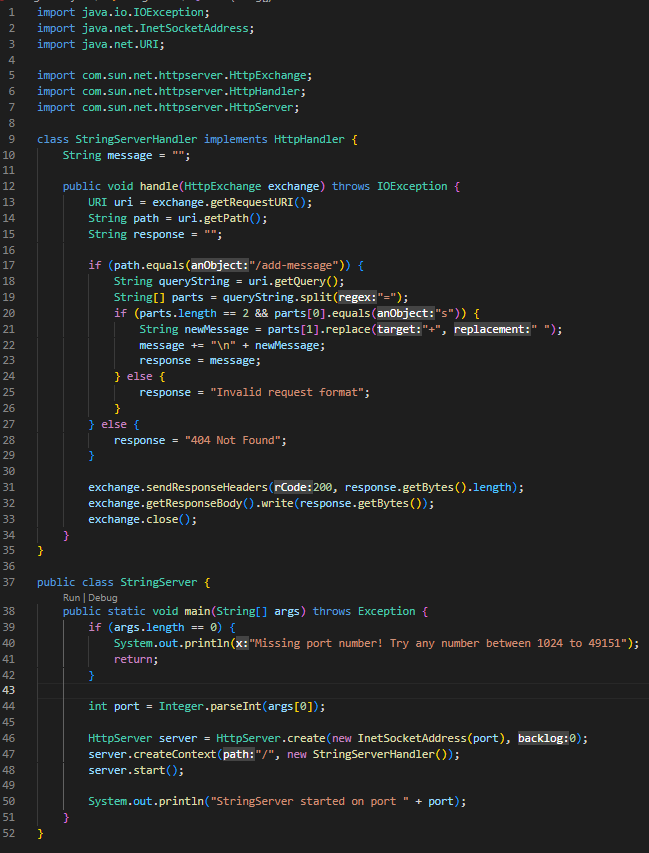 1 import java.io.IOException;
2 import java.net.InetSocketAddress;
3 import java.net.URI;
4
5 import com.sun.net.httpserver.HttpExchange;
6 import com.sun.net.httpserver.HttpHandler;
7 import com.sun.net.httpserver.HttpServer;
8
9 class StringServerHandler implements HttpHandler {
10 String message = "";
11
12 public void handle(HttpExchange exchange) throws IOException {
13 URI uri = exchange.getRequestURI();
14 String path = uri.getPath();
15 String response = "";
16
17 if (path.equals(anObject:"/add-message")) {
18 String queryString = uri.getQuery();
19 String[] parts = queryString.split(regex:"=");
20 if (parts.length == 2 && parts[0].equals(anObject:"s")) {
21 String newMessage = parts[1].replace(target:"+", replacement:" ");
22 message += "\n" + newMessage;
23 response = message;
24 } else {
25 response = "Invalid request format";
26 }
27 } else {
28 response = "404 Not Found";
29 }
30
31 exchange.sendResponseHeaders(rCode:200, response.getBytes().length);
32 exchange.getResponseBody().write(response.getBytes());
33 exchange.close();
34 }
35 }
36
37 public class StringServer {
Run | Debug
38 public static void main(String[] args) throws Exception {
39 if (args.length == 0) {
40 System.out.println(x:"Missing port number! Try any number between 1024 to 49151");
41 return;
42 }
43
44 int port = Integer.parseInt(args[0]);
45
46 HttpServer server = HttpServer.create(new InetSocketAddress(port), backlog:0);
47 server.createContext(path:"/", new StringServerHandler());
48 server.start();
49
50 System.out.println("StringServer started on port " + port);
51 }
52 }